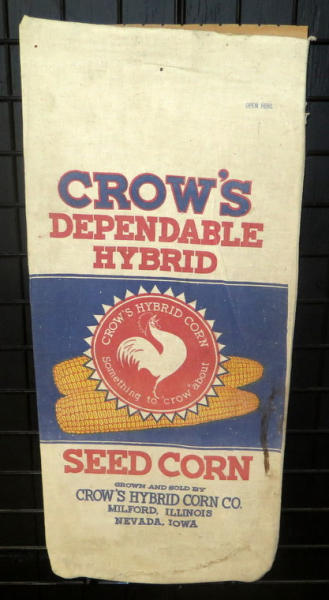 OPEN HERE
CROW'S
DEPENDABLE
HYBRID
CROW'S HYBRID CORN
Something to "crow" about
SEED CORN
GROWN AND SOLD BY
CROW'S HYBRID CORN CO.
MILFORD, ILLINOIS
NEVADA, IOWA